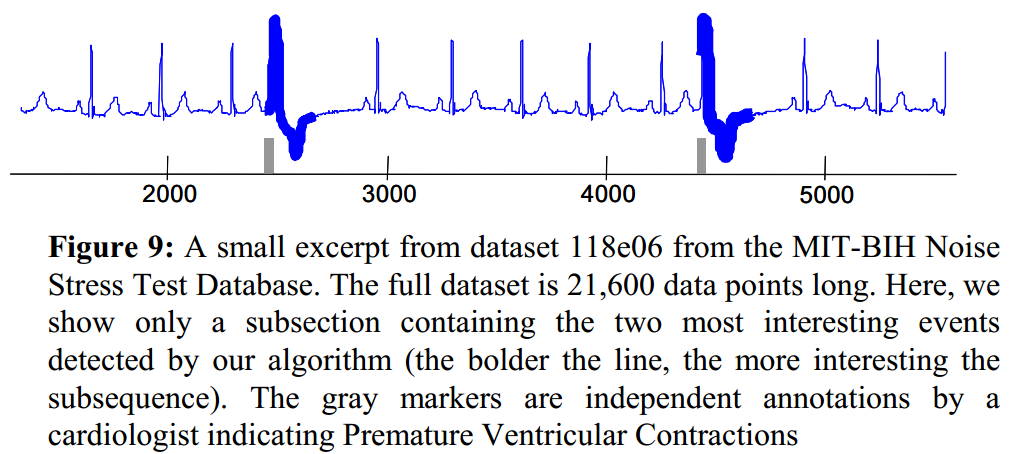 2000 3000 4000 5000
Figure 9: A small excerpt from dataset 118e06 from the MIT-BIH Noise
Stress Test Database. The full dataset is 21,600 data points long. Here, we
show only a subsection containing the two most interesting events
detected by our algorithm (the bolder the line, the more interesting the
subsequence). The gray markers are independent annotations by a
cardiologist indicating Premature Ventricular Contractions